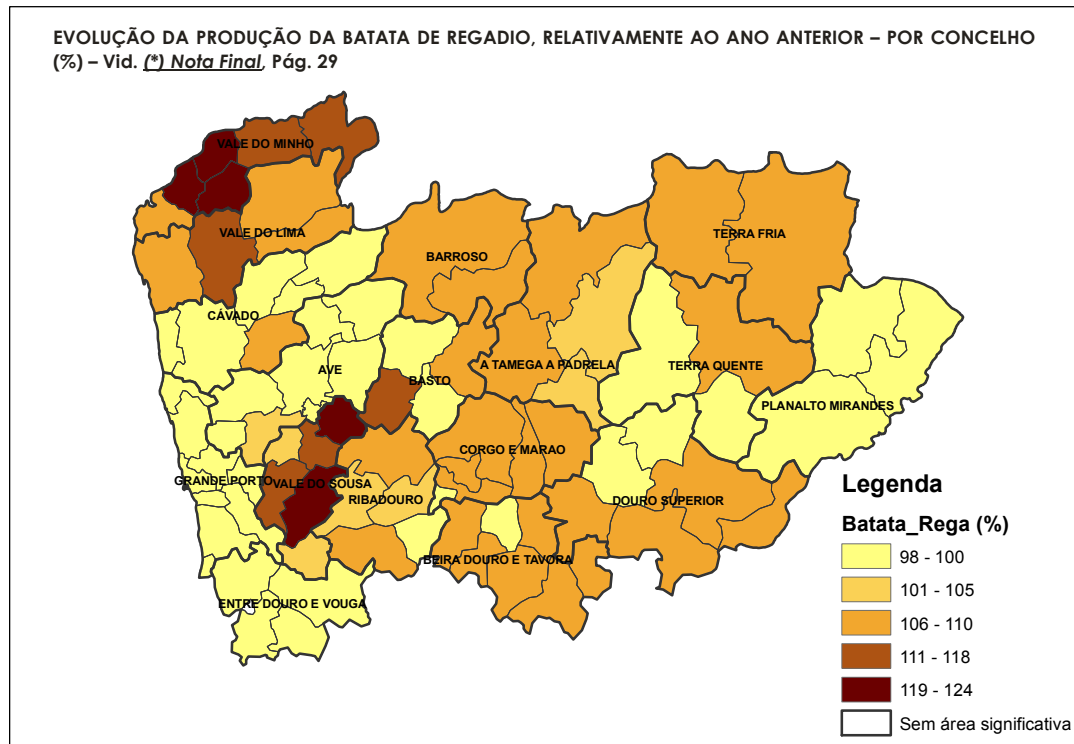 EVOLUÇÃO DA PRODUÇÃO DA BATATA DE REGADIO, RELATIVAMENTE AO ANO ANTERIOR – POR CONCELHO
(%) – Vid. (*) Nota Final, Pág. 29
VALE DO MINHO
VALE DO LIMA
TERRA FRIA
BARROSO
CÁVADO
AVE
BASTO
A TAMEGA A PADRELA
TERRA QUENTE
PLANALTO MIRANDES
CORGO E MARAO
GRANDE PORTO
VALE DO SOUSA
RIBADOURO
DOURO SUPERIOR
BEIRA DOURO E TAVORA
ENTRE DOURO E VOUGA
Legenda
Batata_Rega (%)
98 - 100
101 - 105
106 - 110
111 - 118
119 - 124
Sem área significativa